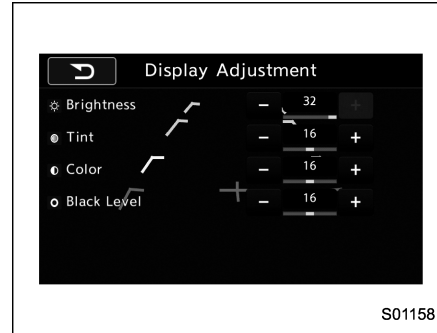 Display Adjustment
Brightness - 32 +
Tint - 16 +
Color - 16 +
Black Level - 16 +
S01158